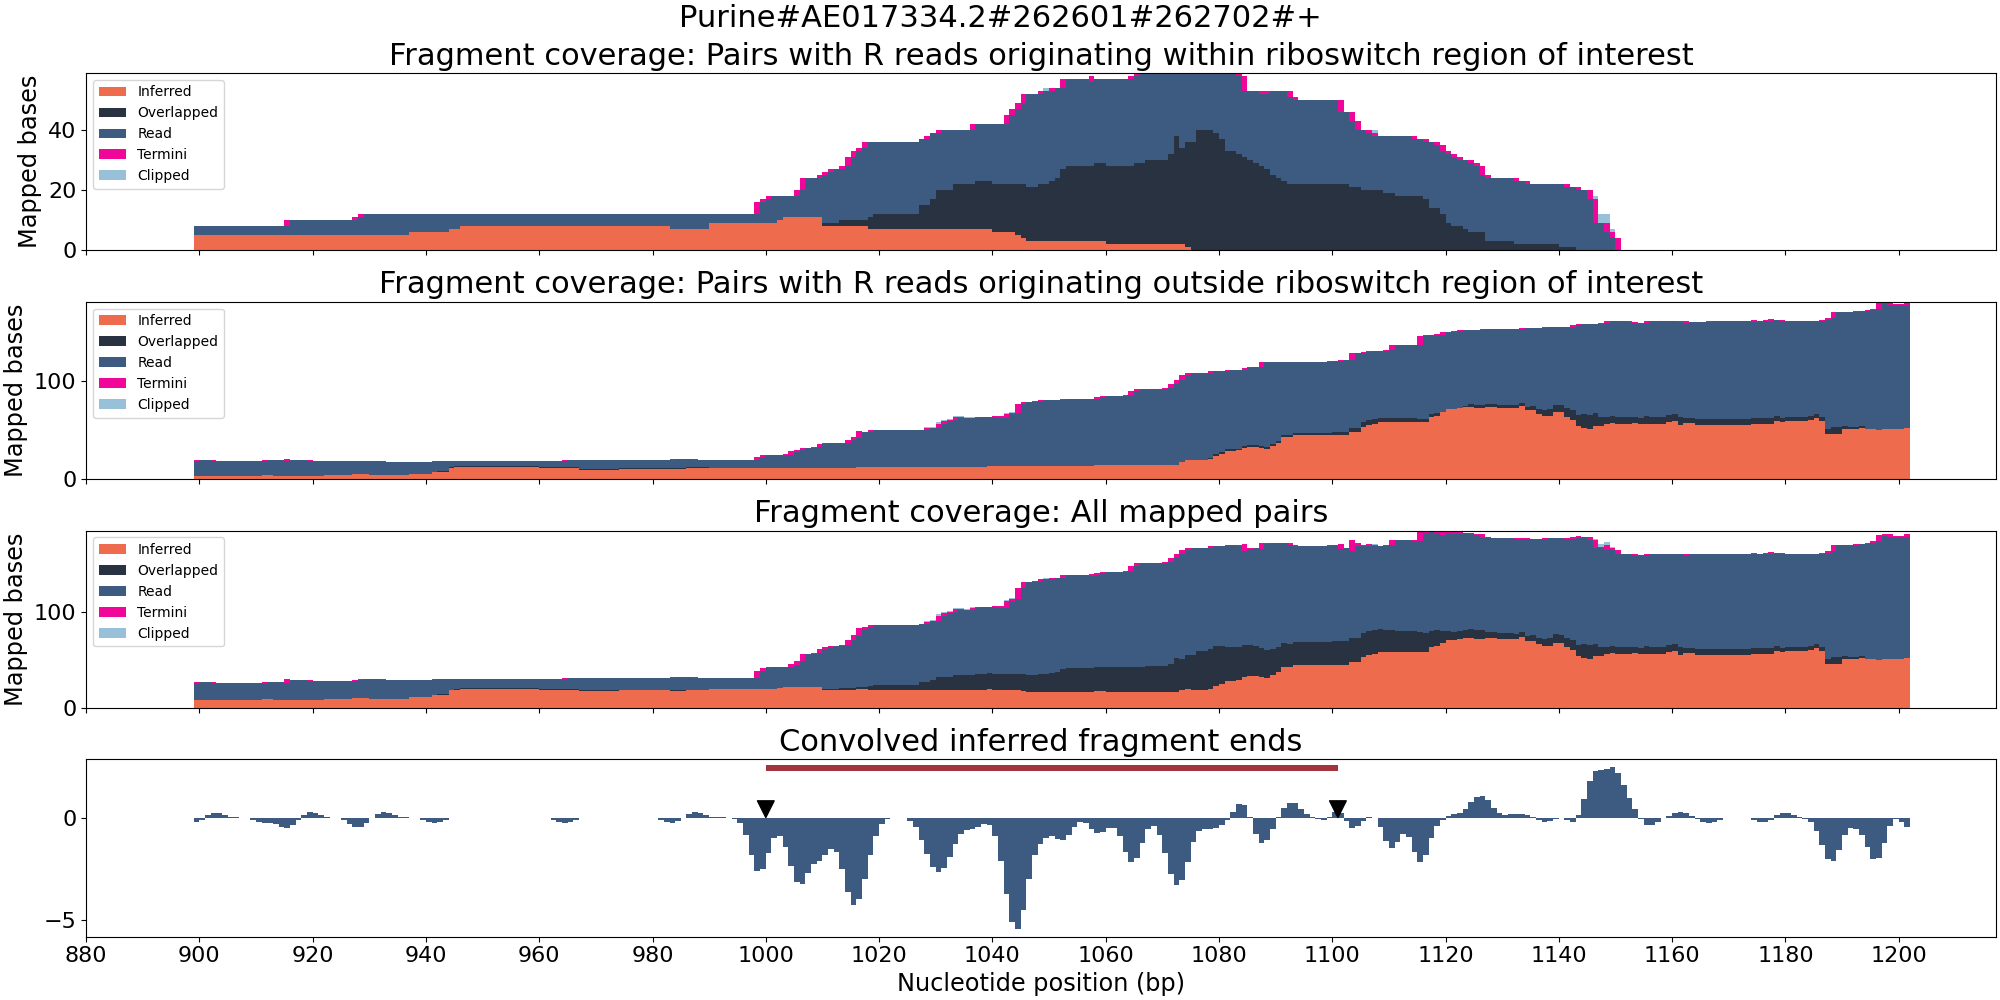 Purine#AE017334.2#262601#262702#+
Fragment coverage: Pairs with R reads originating within riboswitch region of interest
Mapped bases
40
20
0
Inferred
Overlapped
Read
Termini
Clipped
Fragment coverage: Pairs with R reads originating outside riboswitch region of interest
Mapped bases
100
0
Inferred
Overlapped
Read
Termini
Clipped
Fragment coverage: All mapped pairs
Mapped bases
100
0
Inferred
Overlapped
Read
Termini
Clipped
Convolved inferred fragment ends
0
−5
880 900 920 940 960 980 1000 1020 1040 1060 1080 1100 1120 1140 1160 1180 1200
Nucleotide position (bp)